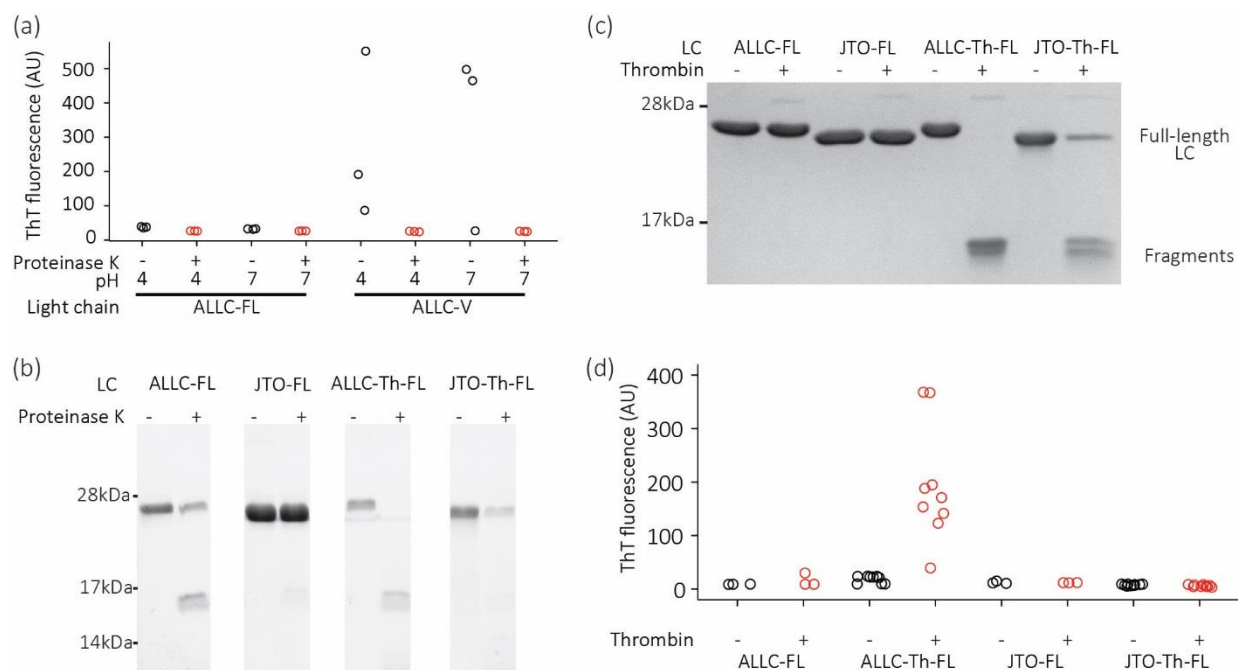 (a)
ThT fluorescence (AU)
500
400
300
200
100
0
Proteinase K - + - + - + - +
pH 4 4 7 7 4 4 7 7
Light chain ALLC-FL ALLC-V
(b)
LC ALLC-FL JTO-FL ALLC-Th-FL JTO-Th-FL
Proteinase K - + - + - + - +
28kDa
17kDa
14kDa
(c)
LC ALLC-FL JTO-FL ALLC-Th-FL JTO-Th-FL
Thrombin - + - + - + - +
28kDa
Full-length
LC
17kDa
Fragments
(d)
ThT fluorescence (AU)
400
300
200
100
0
Thrombin - + - + - + - +
ALLC-FL ALLC-Th-FL JTO-FL JTO-Th-FL